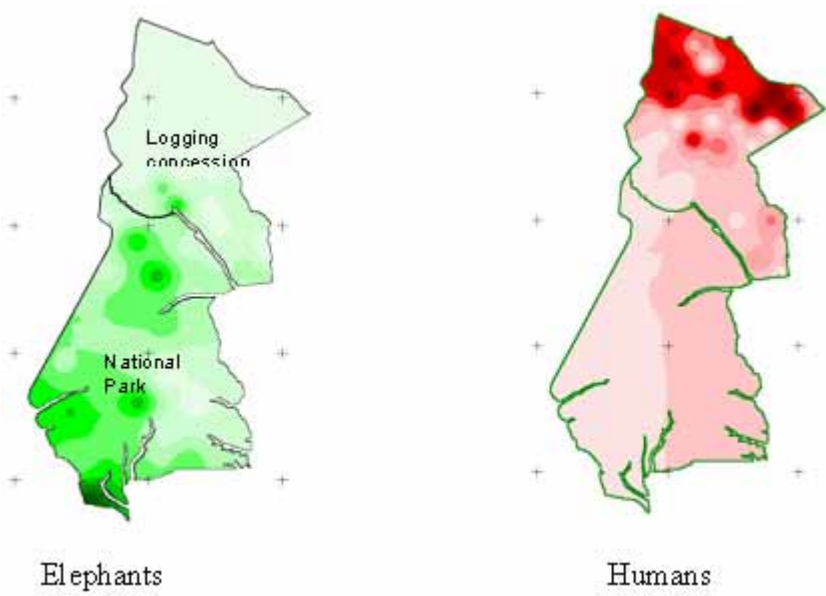 Logging
concession
National
Park
Elephants
Humans